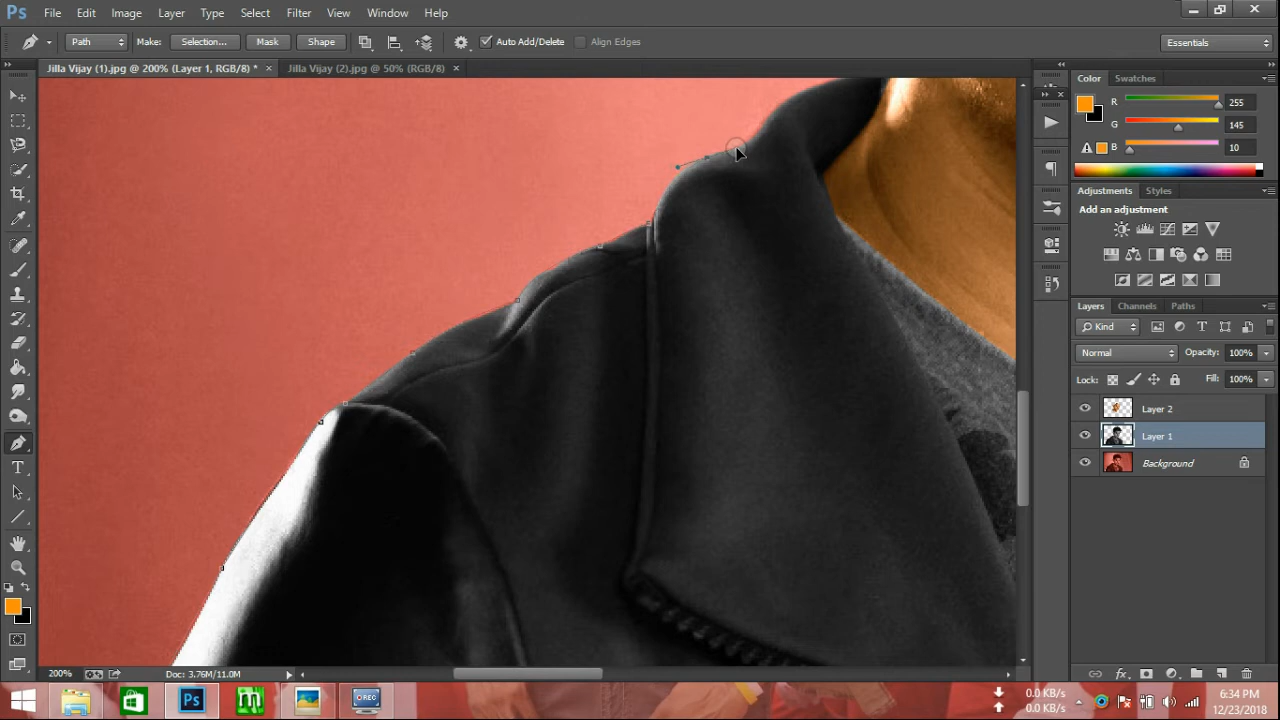 Ps File Edit Image Layer Type Select Filter View Window Help
Path Make: Selection... Mask Shape Auto Add/Delete Align Edges Essentials
Jilla Vijay (1).jpg @ 200% (Layer 1, RGB/8) * × Jilla Vijay (2).jpg @ 50% (RGB/8) ×
Color Swatches
R 255
G 145
B 10
Adjustments Styles
Add an adjustment
Layers Channels Paths
Kind
Normal Opacity: 100%
Lock: Fill: 100%
Layer 2
Layer 1
Background
200% Doc: 3.76M/11.0M
Ps REC 0.0 KB/s
0.0 KB/s
6:34 PM
12/23/2018